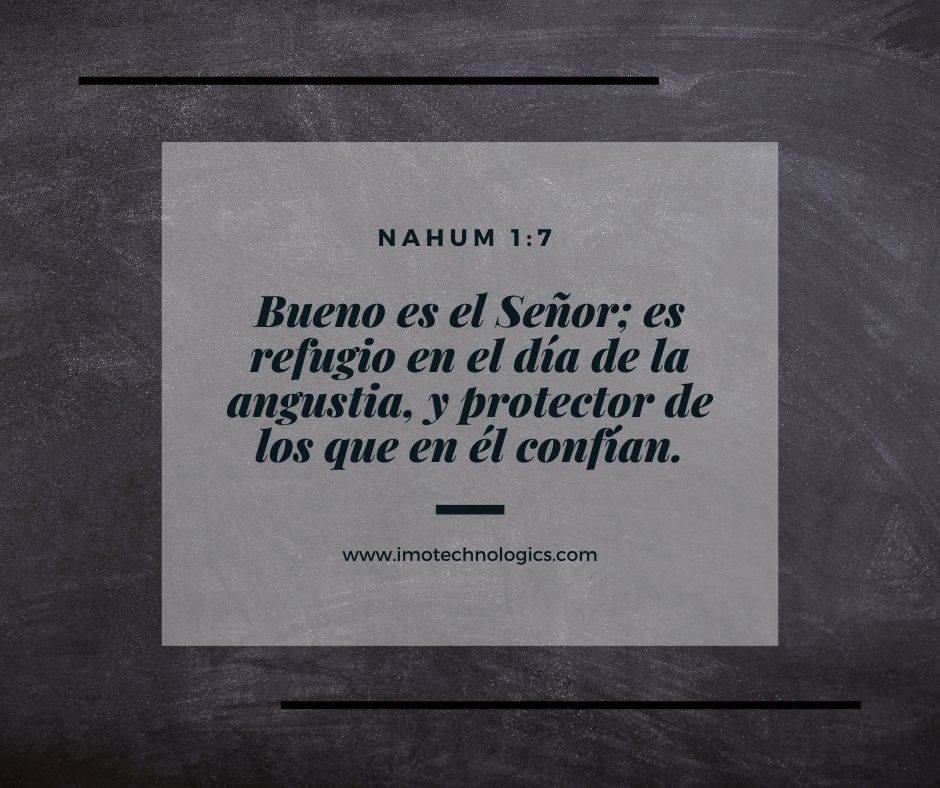 NAHUM 1:7
Bueno es el Señor; es
refugio en el día de la
angustia, y protector de
los que en él confían.
www.imotechnologics.com